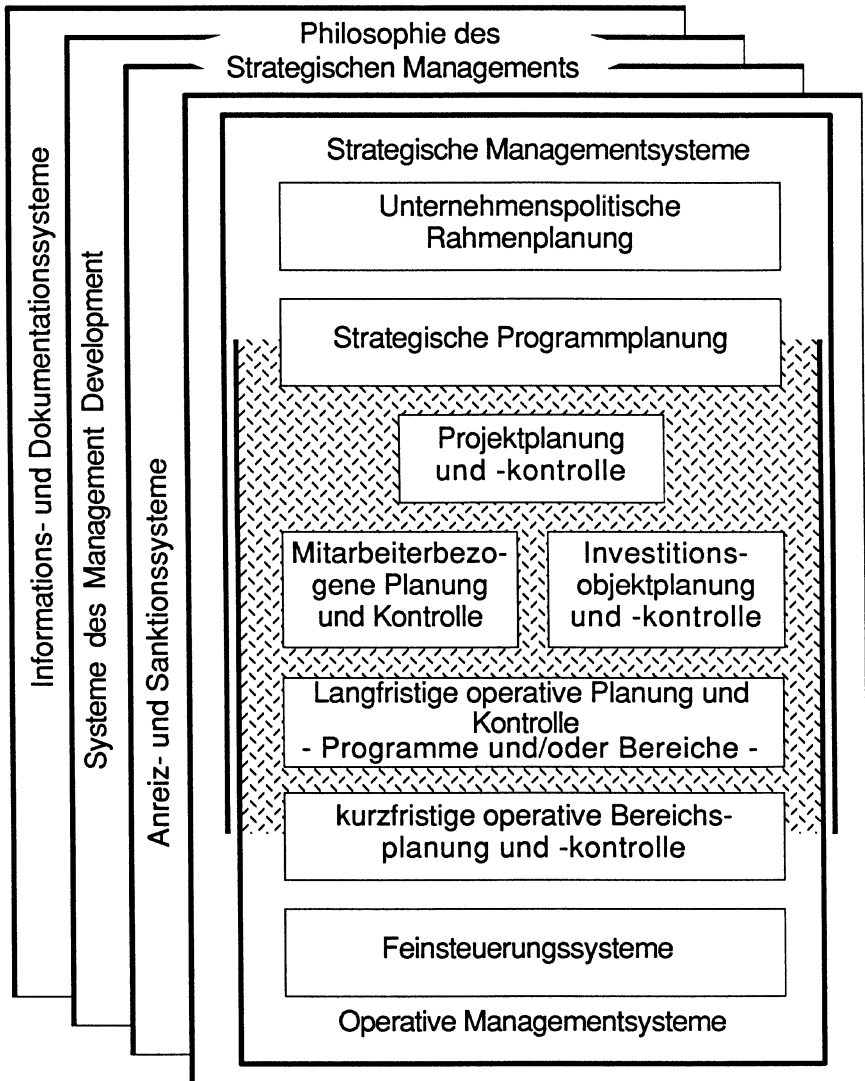 Philosophie des
Strategischen Managements
Informations- und Dokumentationssysteme
Systeme des Management Development
Anreiz- und Sanktionssysteme
Strategische Managementsysteme
Unternehmenspolitische
Rahmenplanung
Strategische Programmplanung
Projektplanung
und -kontrolle
Mitarbeiterbezo-
gene Planung
und Kontrolle
Investitions-
objektplanung
und -kontrolle
Langfristige operative Planung und
Kontrolle
- Programme und/oder Bereiche -
kurzfristige operative Bereichs-
planung und -kontrolle
Feinsteuerungssysteme
Operative Managementsysteme